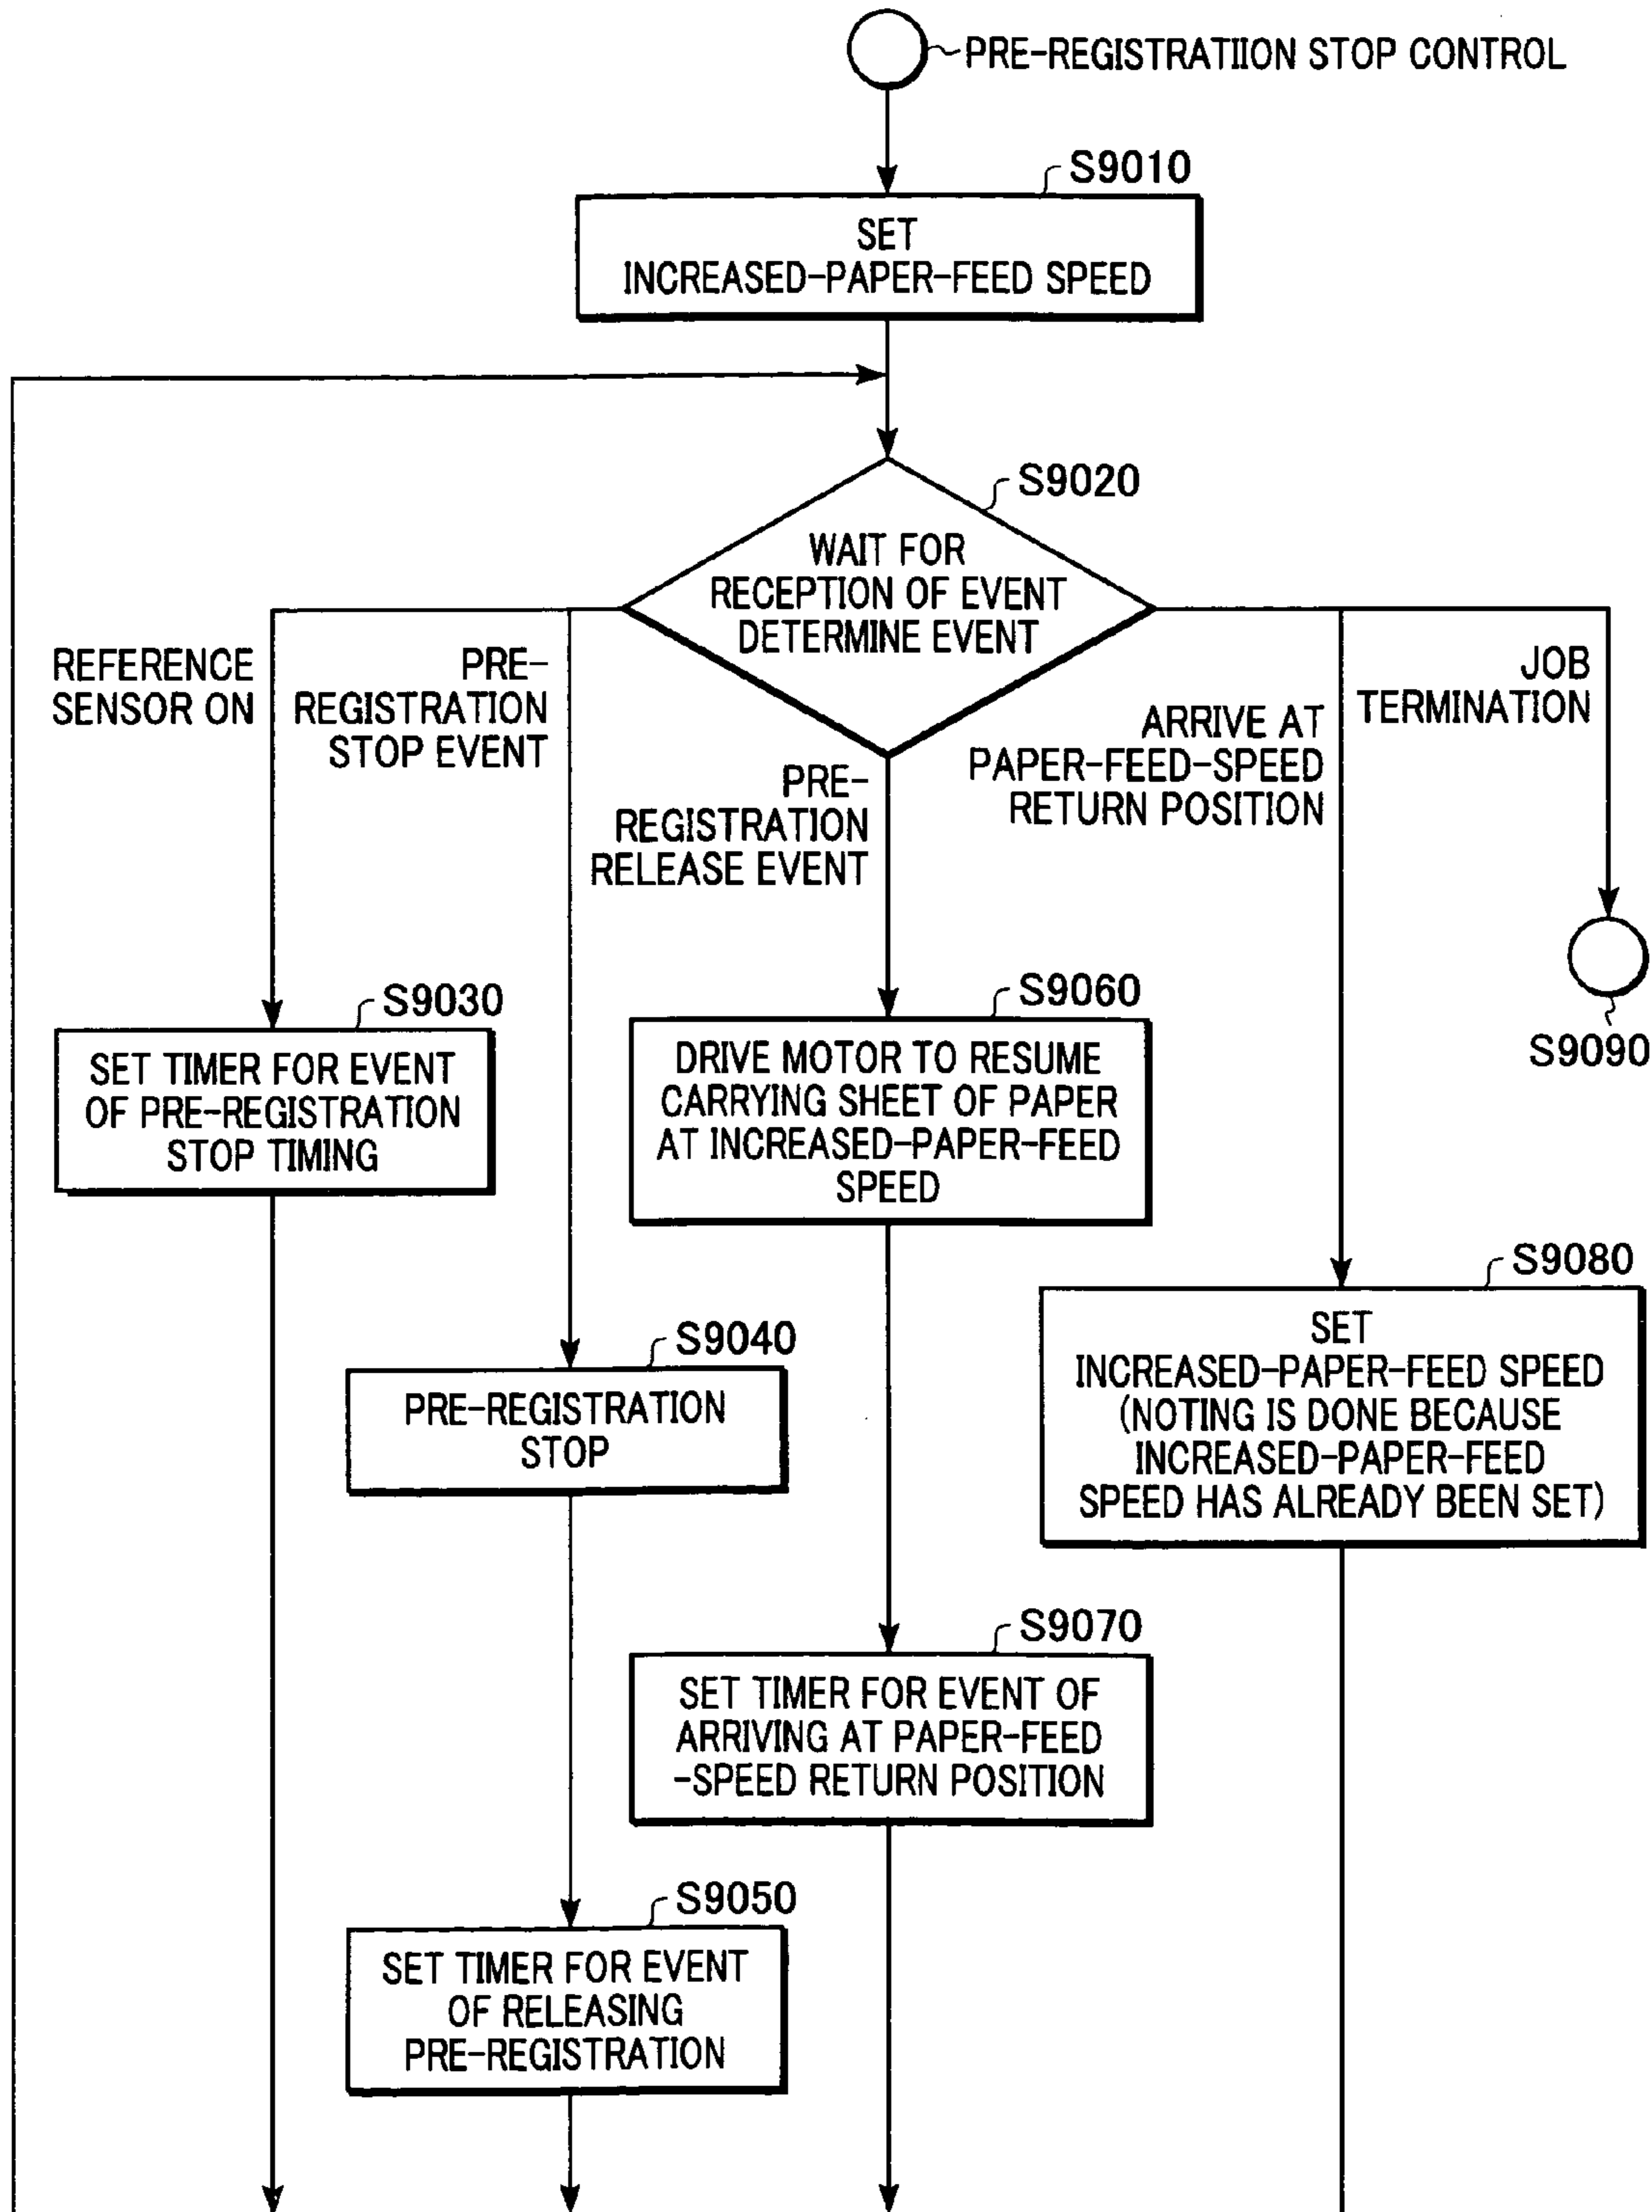 PRE-REGISTRATIION STOP CONTROL
S9010
SET
INCREASED-PAPER-FEED SPEED
S9020
WAIT FOR
RECEPTION OF EVENT
DETERMINE EVENT
REFERENCE
SENSOR ON
PRE-
REGISTRATION
STOP EVENT
PRE-
REGISTRATION
RELEASE EVENT
ARRIVE AT
PAPER-FEED-SPEED
RETURN POSITION
JOB
TERMINATION
S9090
S9030
SET TIMER FOR EVENT
OF PRE-REGISTRATION
STOP TIMING
S9060
DRIVE MOTOR TO RESUME
CARRYING SHEET OF PAPER
AT INCREASED-PAPER-FEED
SPEED
S9080
SET
INCREASED-PAPER-FEED SPEED
(NOTING IS DONE BECAUSE
INCREASED-PAPER-FEED
SPEED HAS ALREADY BEEN SET)
S9040
PRE-REGISTRATION
STOP
S9070
SET TIMER FOR EVENT OF
ARRIVING AT PAPER-FEED
-SPEED RETURN POSITION
S9050
SET TIMER FOR EVENT
OF RELEASING
PRE-REGISTRATION